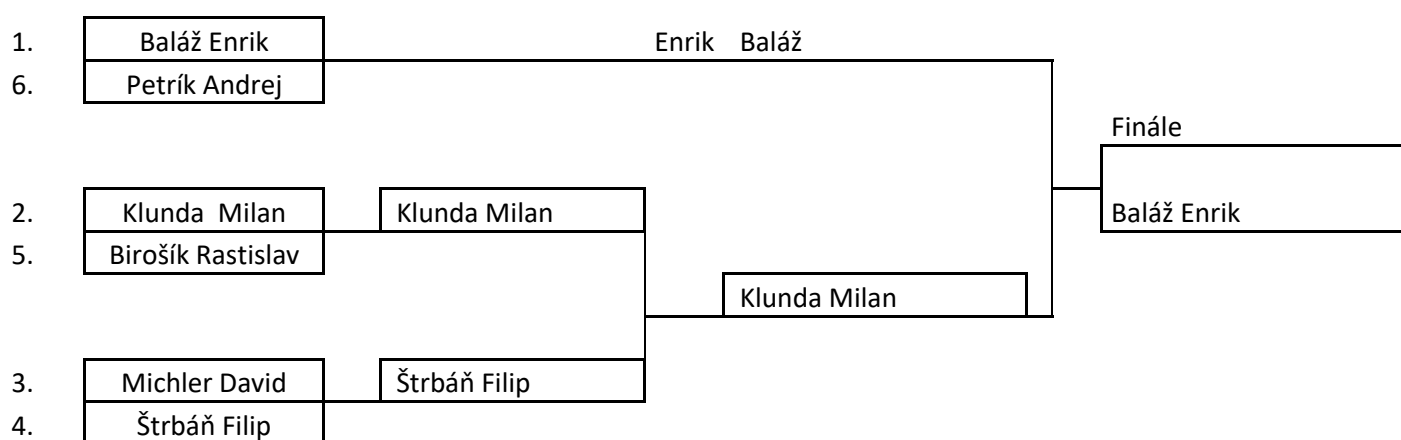 1. Baláž Enrik Enrik Baláž
6. Petrík Andrej
Finále
2. Klunda Milan Klunda Milan Baláž Enrik
5. Birošík Rastislav
Klunda Milan
3. Michler David Štrbáň Filip
4. Štrbáň Filip